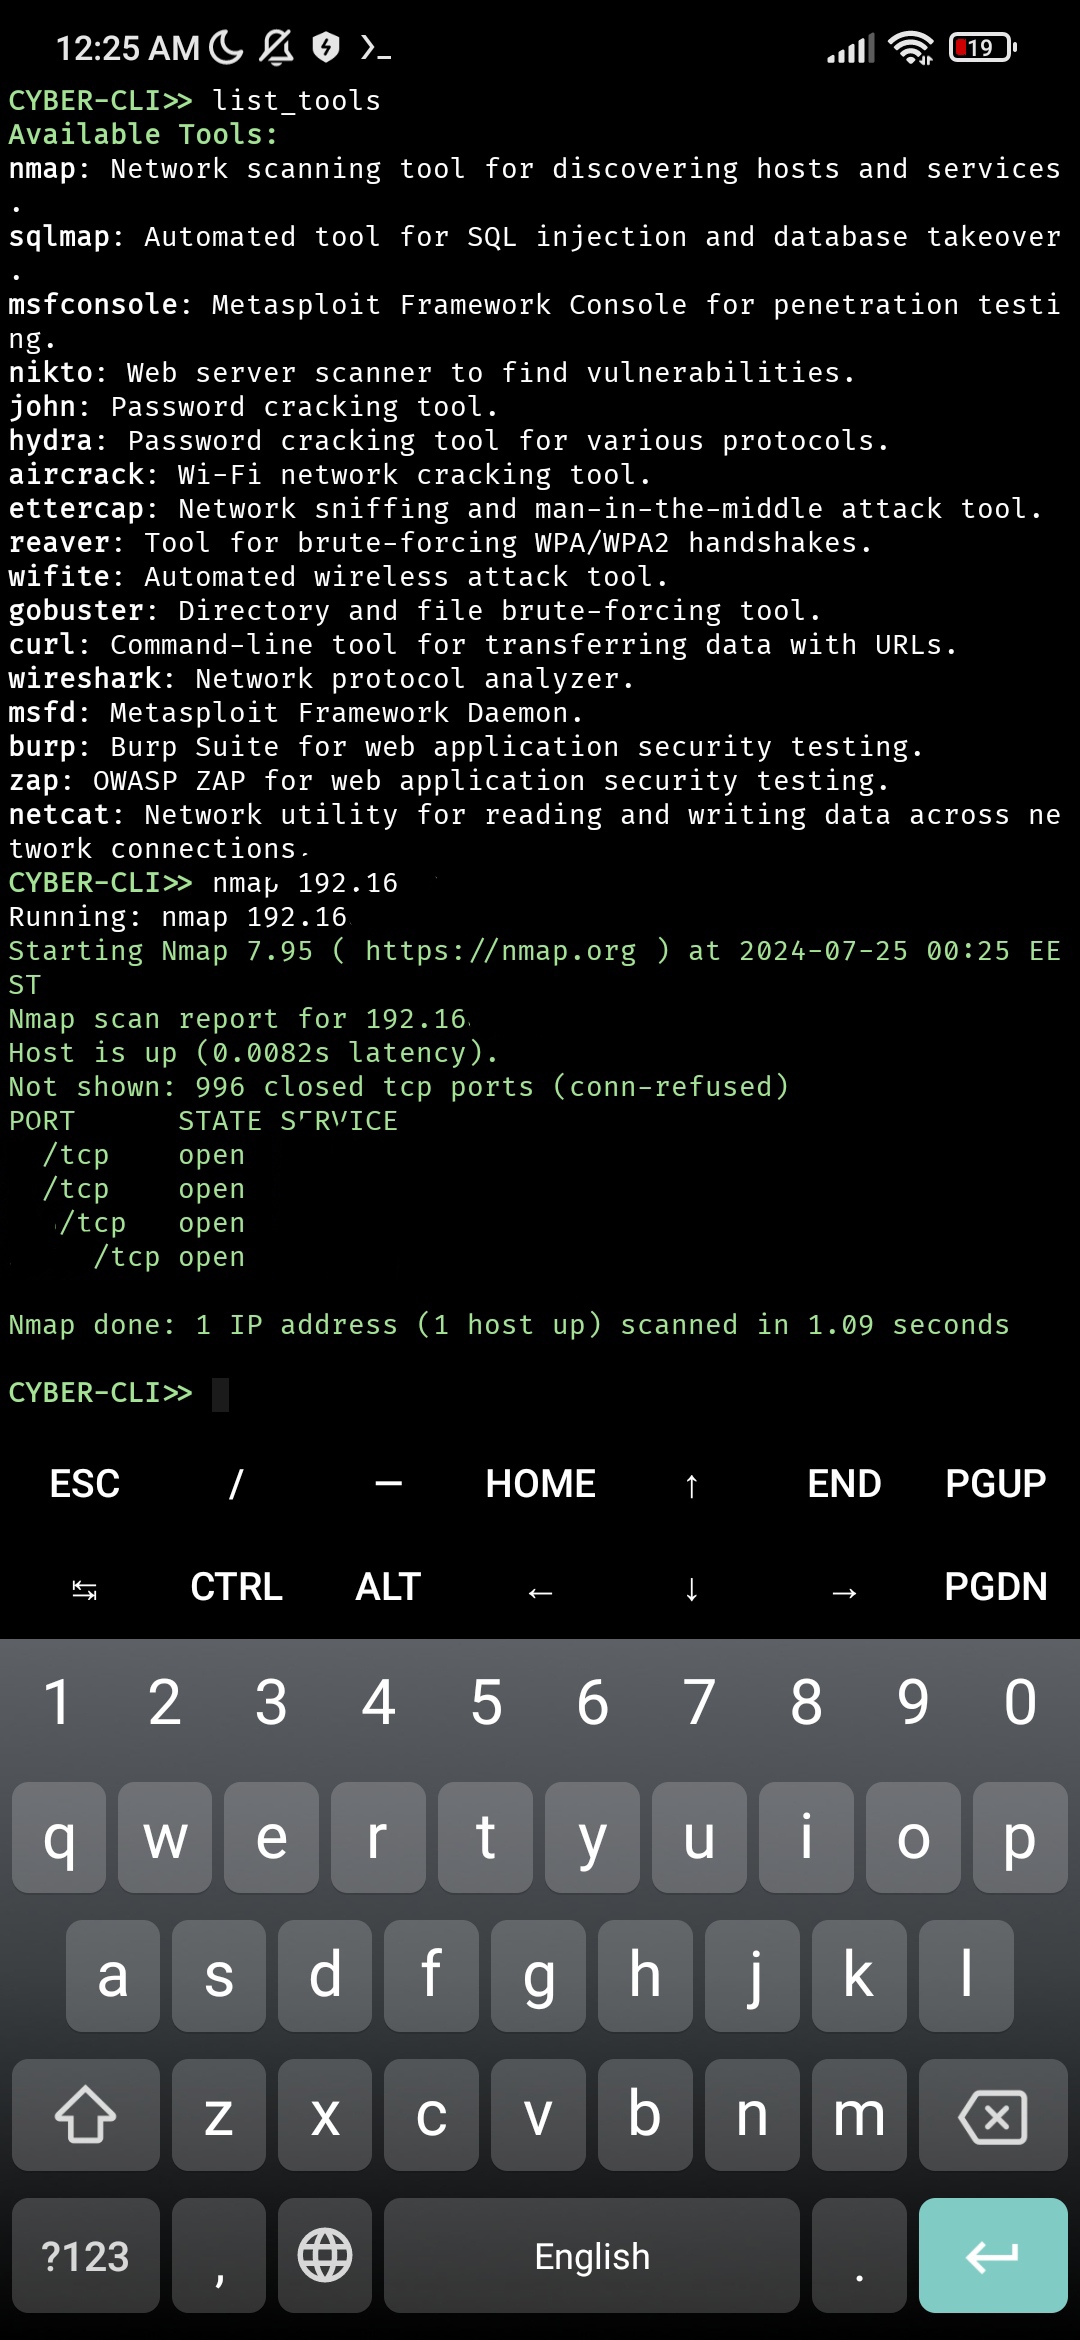 12:25 AM 19
CYBER-CLI>> list_tools
Available Tools:
nmap: Network scanning tool for discovering hosts and services
.
sqlmap: Automated tool for SQL injection and database takeover
.
msfconsole: Metasploit Framework Console for penetration testi
ng.
nikto: Web server scanner to find vulnerabilities.
john: Password cracking tool.
hydra: Password cracking tool for various protocols.
aircrack: Wi-Fi network cracking tool.
ettercap: Network sniffing and man-in-the-middle attack tool.
reaver: Tool for brute-forcing WPA/WPA2 handshakes.
wifite: Automated wireless attack tool.
gobuster: Directory and file brute-forcing tool.
curl: Command-line tool for transferring data with URLs.
wireshark: Network protocol analyzer.
msfd: Metasploit Framework Daemon.
burp: Burp Suite for web application security testing.
zap: OWASP ZAP for web application security testing.
netcat: Network utility for reading and writing data across ne
twork connections.
CYBER-CLI>> nmap 192.16
Running: nmap 192.16
Starting Nmap 7.95 ( https://nmap.org ) at 2024-07-25 00:25 EE
ST
Nmap scan report for 192.16
Host is up (0.0082s latency).
Not shown: 996 closed tcp ports (conn-refused)
PORT STATE SERVICE
/tcp open
/tcp open
/tcp open
/tcp open
Nmap done: 1 IP address (1 host up) scanned in 1.09 seconds
CYBER-CLI>>
ESC / — HOME ↑ END PGUP
↹ CTRL ALT ← ↓ → PGDN
1 2 3 4 5 6 7 8 9 0
q w e r t y u i o p
a s d f g h j k l
z x c v b n m
?123 , English .